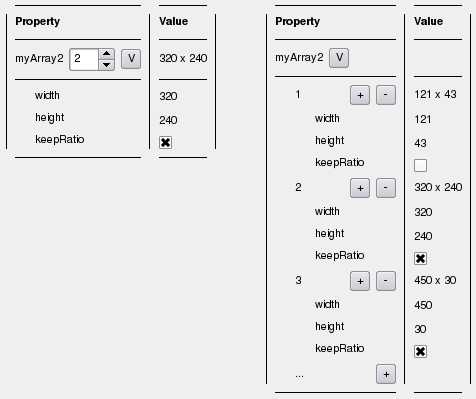 Property Value
myArray2 2 V 320 x 240
width 320
height 240
keepRatio
Property Value
myArray2 V
1 + - 121 x 43
width 121
height 43
keepRatio
2 + - 320 x 240
width 320
height 240
keepRatio
3 + - 450 x 30
width 450
height 30
keepRatio
... +